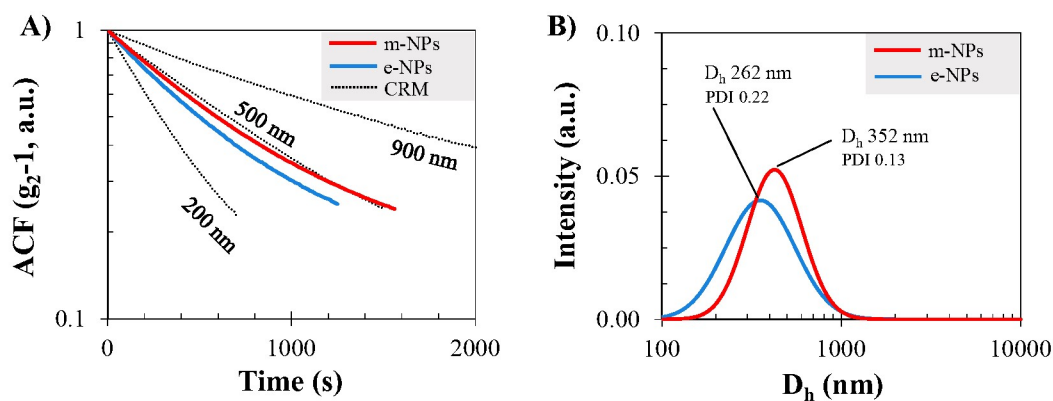 A)
1
m-NPs
e-NPs
CRM
500 nm
900 nm
200 nm
0.1
0
1000
2000
ACF (g₂-1, a.u.)
Time (s)
B)
0.10
m-NPs
e-NPs
Dₕ 262 nm
PDI 0.22
Dₕ 352 nm
PDI 0.13
0.05
0.00
100
1000
10000
Intensity (a.u.)
Dₕ (nm)